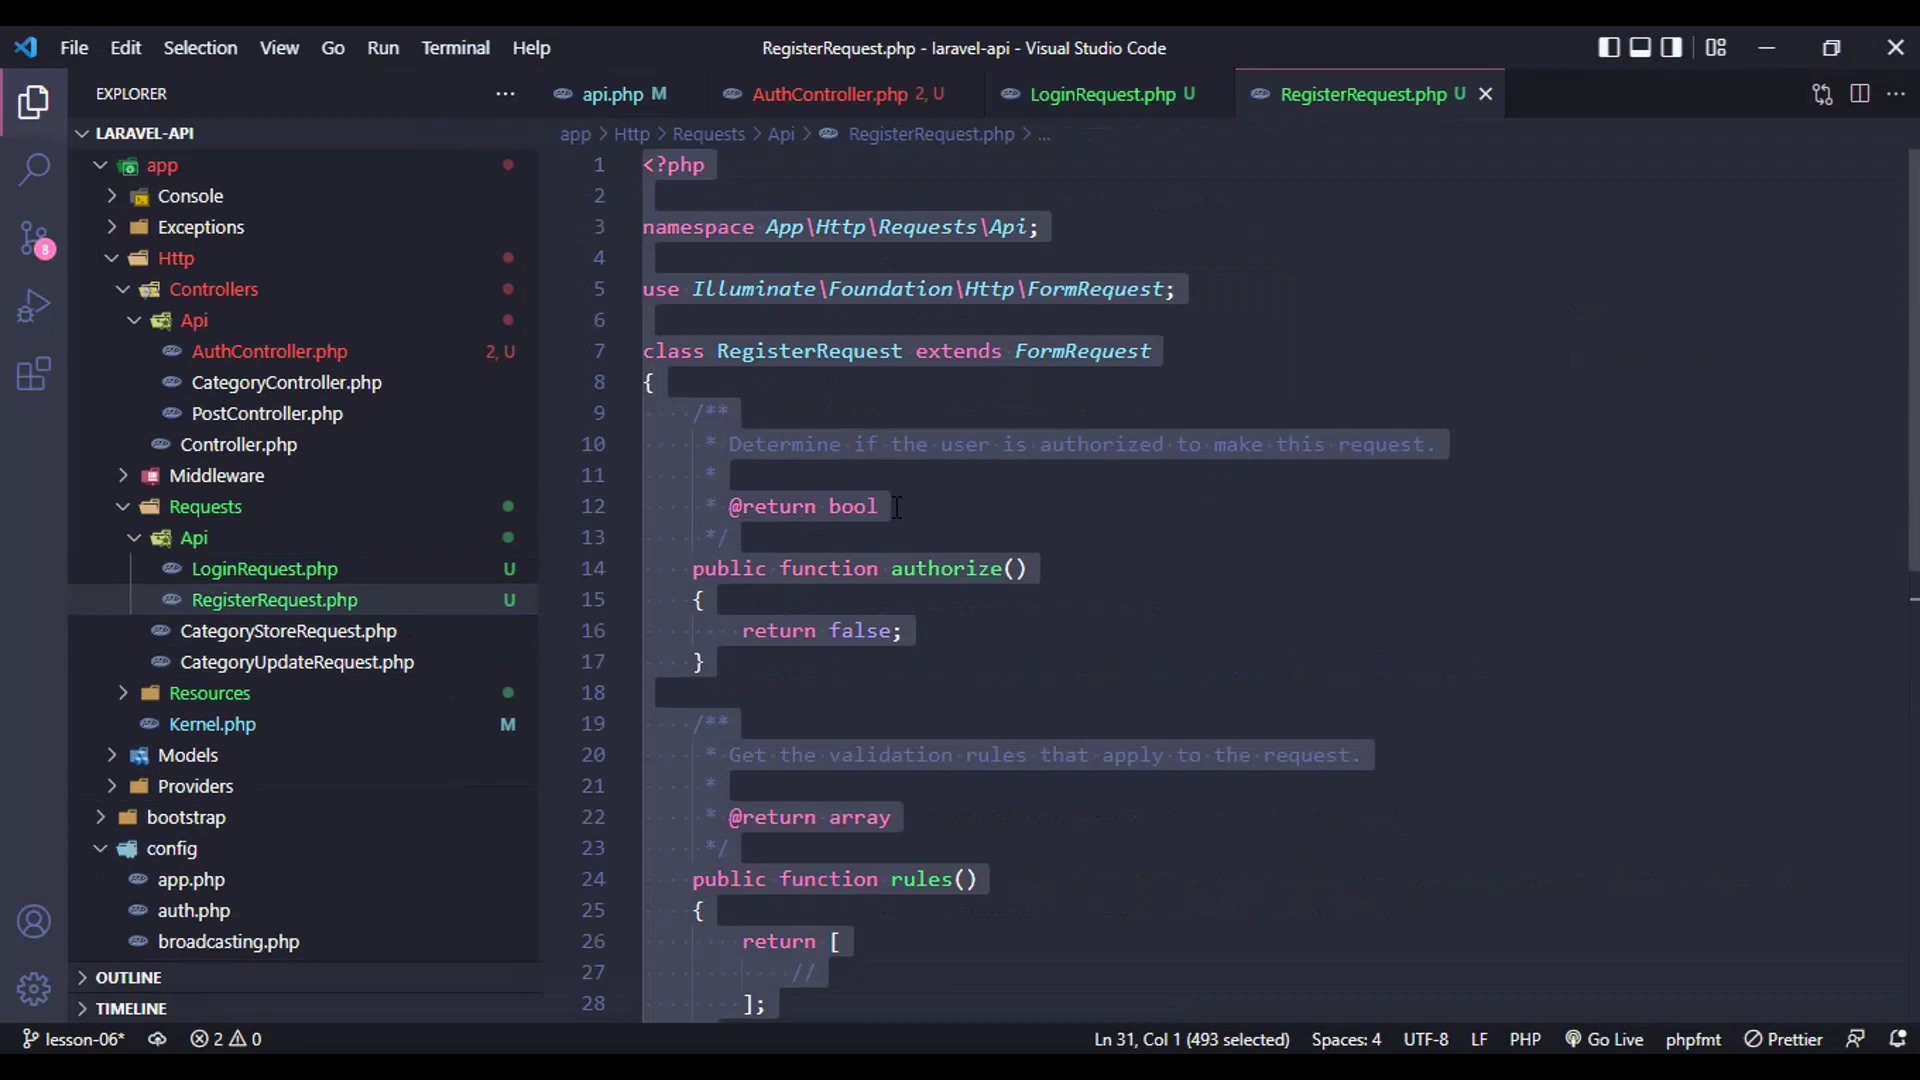 File Edit Selection View Go Run Terminal Help
RegisterRequest.php - laravel-api - Visual Studio Code
EXPLORER
LARAVEL-API
app
Console
Exceptions
Http
Controllers
Api
AuthController.php 2, U
CategoryController.php
PostController.php
Controller.php
Middleware
Requests
Api
LoginRequest.php U
RegisterRequest.php U
CategoryStoreRequest.php
CategoryUpdateRequest.php
Resources
Kernel.php M
Models
Providers
bootstrap
config
app.php
auth.php
broadcasting.php
OUTLINE
TIMELINE
8
api.php M AuthController.php 2, U LoginRequest.php U RegisterRequest.php U
app > Http > Requests > Api > RegisterRequest.php > ...
1 <?php
2
3 namespace App\Http\Requests\Api;
4
5 use Illuminate\Foundation\Http\FormRequest;
6
7 class RegisterRequest extends FormRequest
8 {
9 /**
10 * Determine if the user is authorized to make this request.
11 *
12 * @return bool
13 */
14 public function authorize()
15 {
16 return false;
17 }
18
19 /**
20 * Get the validation rules that apply to the request.
21 *
22 * @return array
23 */
24 public function rules()
25 {
26 return [
27 //
28 ];
lesson-06* 2 0 Ln 31, Col 1 (493 selected) Spaces: 4 UTF-8 LF PHP Go Live phpfmt Prettier